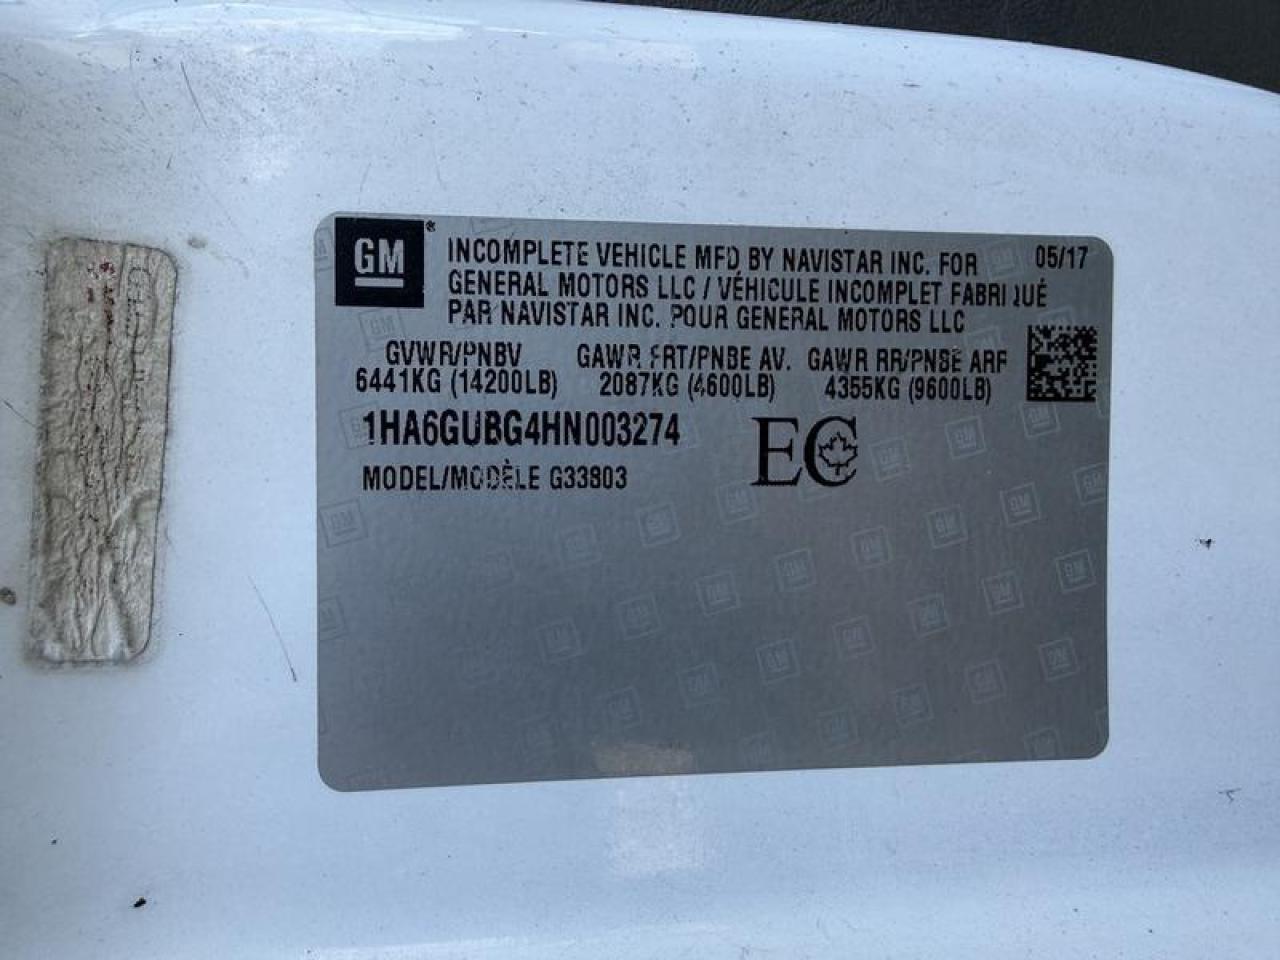 GM
INCOMPLETE VEHICLE MFD BY NAVISTAR INC. FOR 05/17
GENERAL MOTORS LLC / VÉHICULE INCOMPLET FABRIQUÉ
PAR NAVISTAR INC. POUR GENERAL MOTORS LLC
GVWR/PNBV GAWR FRT/PNBE AV. GAWR RR/PNBE ARR
6441KG (14200LB) 2087KG (4600LB) 4355KG (9600LB)
1HA6GUBG4HN003274 EC
MODEL/MODÈLE G33803